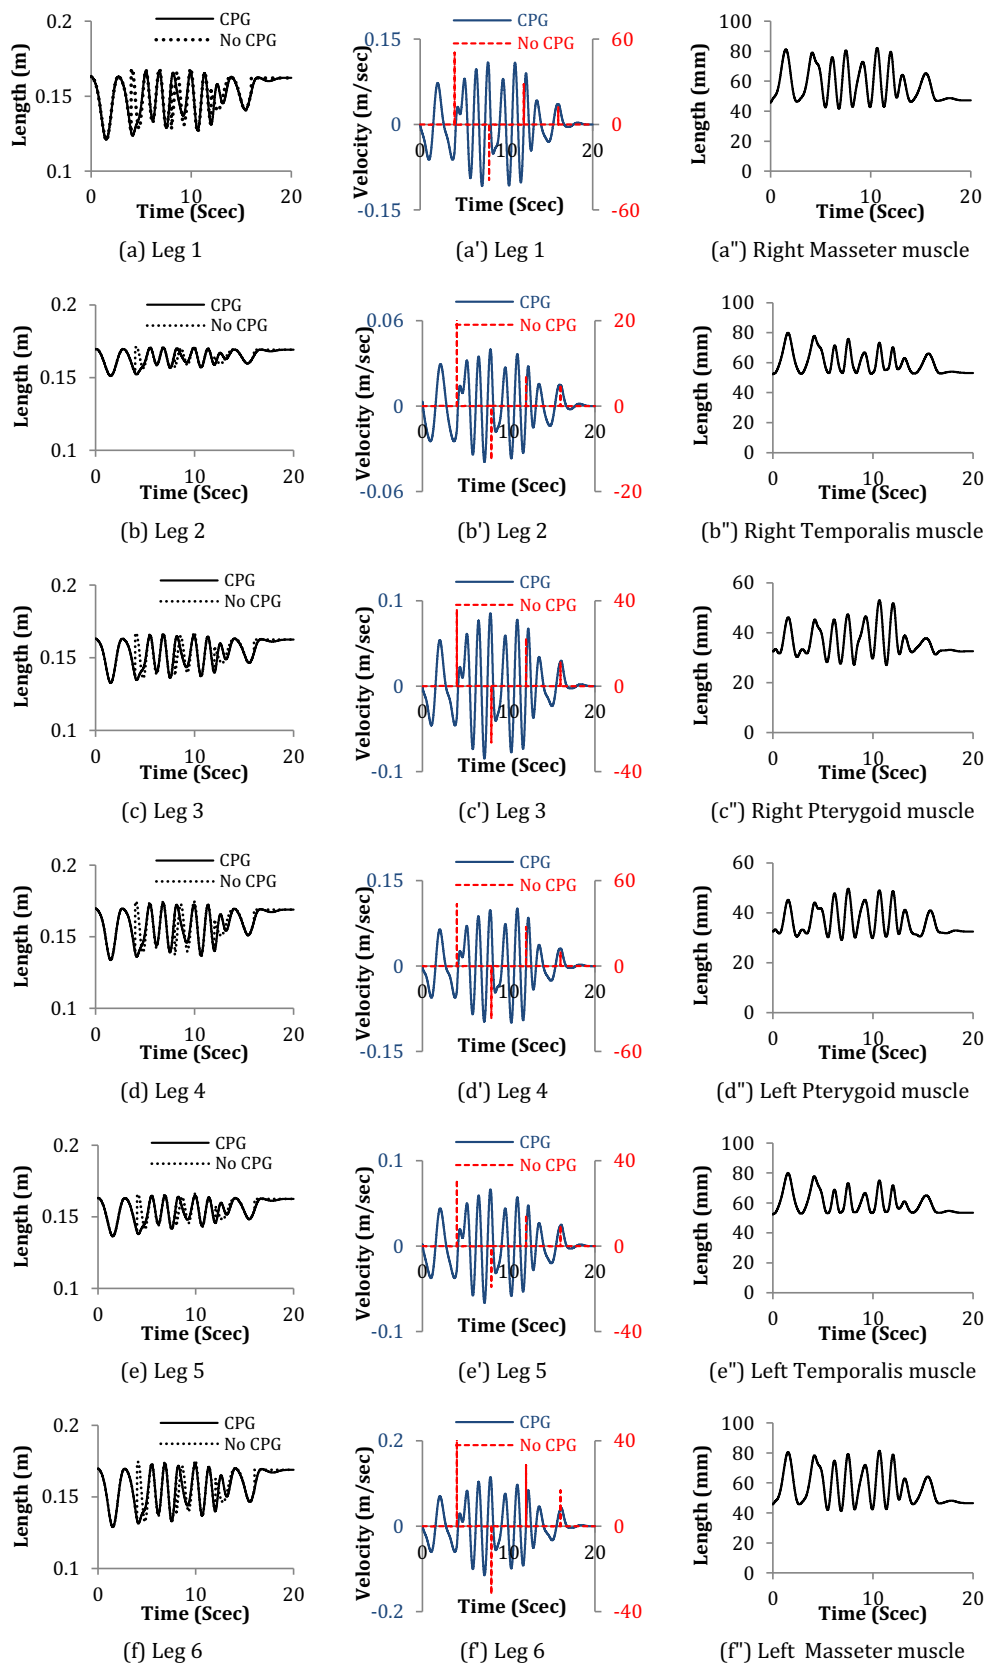 0.2
0.15
0.1
Length (m)
CPG
No CPG
0
20
Time (Scec)
(a) Leg 1
0.15
0
-0.15
Velocity (m/sec)
CPG
No CPG
60
0
-60
0
10
20
Time (Scec)
(a') Leg 1
100
80
60
40
20
0
Length (mm)
0
10
20
Time (Scec)
(a") Right Masseter muscle
0.2
0.15
0.1
Length (m)
CPG
No CPG
0
10
20
Time (Scec)
(b) Leg 2
0.06
0
-0.06
Velocity (m/sec)
CPG
No CPG
20
0
-20
0
10
20
Time (Scec)
(b') Leg 2
100
80
60
40
20
0
Length (mm)
0
10
20
Time (Scec)
(b") Right Temporalis muscle
0.2
0.15
0.1
Length (m)
CPG
No CPG
0
10
20
Time (Scec)
(c) Leg 3
0.1
0
-0.1
Velocity (m/sec)
CPG
No CPG
40
0
-40
0
10
20
Time (Scec)
(c') Leg 3
60
40
20
0
Length (mm)
0
10
20
Time (Scec)
(c") Right Pterygoid muscle
0.2
0.15
0.1
Length (m)
CPG
No CPG
0
10
20
Time (Scec)
(d) Leg 4
0.15
0
-0.15
Velocity (m/sec)
CPG
No CPG
60
0
-60
0
10
20
Time (Scec)
(d') Leg 4
60
40
20
0
Length (mm)
0
10
20
Time (Scec)
(d") Left Pterygoid muscle
0.2
0.15
0.1
Length (m)
CPG
No CPG
0
10
20
Time (Scec)
(e) Leg 5
0.1
0
-0.1
Velocity (m/sec)
CPG
No CPG
40
0
-40
0
10
20
Time (Scec)
(e') Leg 5
100
80
60
40
20
0
Length (mm)
0
10
20
Time (Scec)
(e") Left Temporalis muscle
0.2
0.15
0.1
Length (m)
CPG
No CPG
0
10
20
Time (Scec)
(f) Leg 6
0.2
0
-0.2
Velocity (m/sec)
CPG
No CPG
40
0
-40
0
10
20
Time (Scec)
(f') Leg 6
100
80
60
40
20
0
Length (mm)
0
10
20
Time (Scec)
(f") Left Masseter muscle